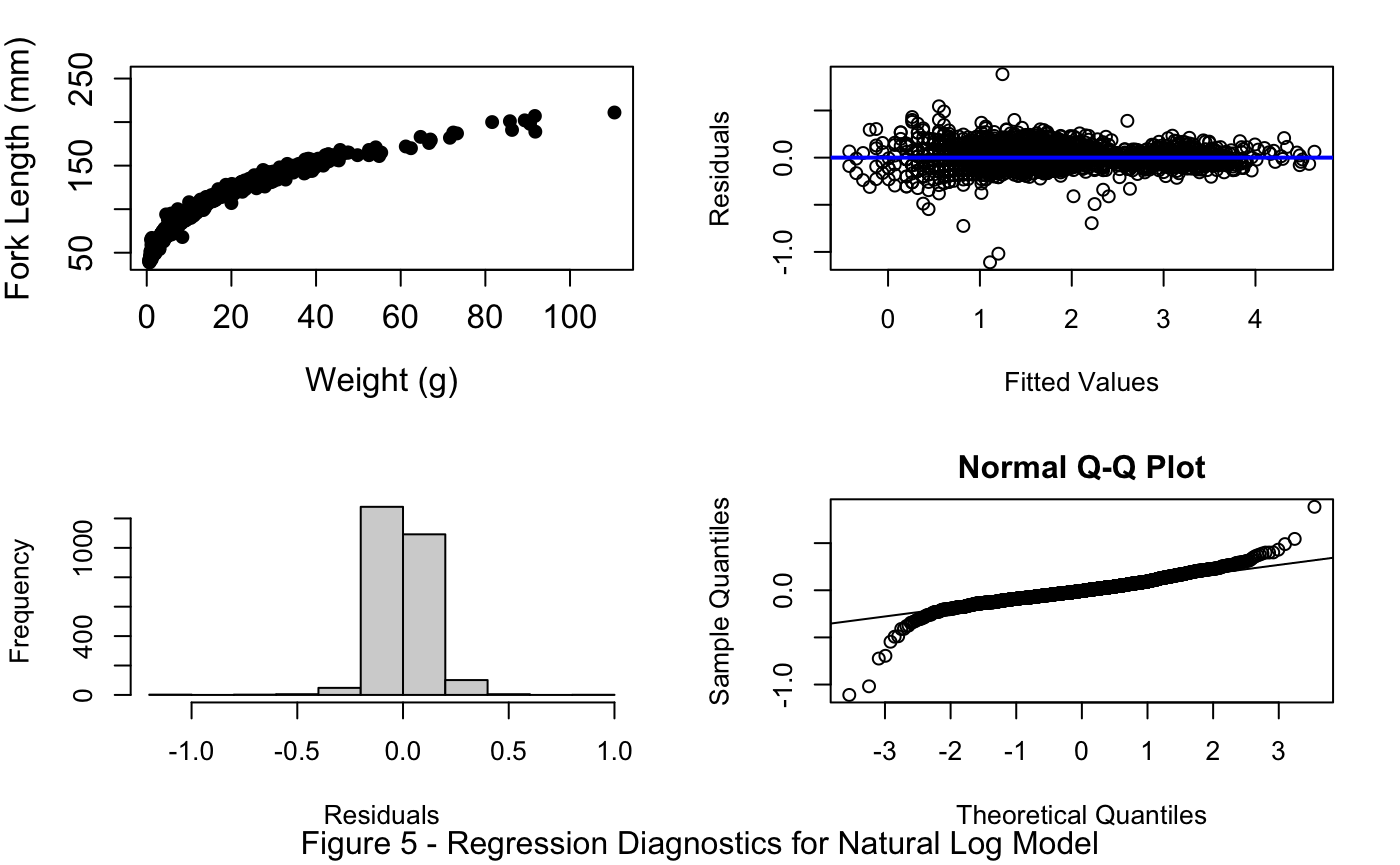 Fork Length (mm)
250
150
50
0 20 40 60 80 100
Weight (g)
Residuals
0.0
-1.0
0 1 2 3 4
Fitted Values
Frequency
1000
400
0
-1.0 -0.5 0.0 0.5 1.0
Residuals
Normal Q-Q Plot
Sample Quantiles
0.0
-1.0
-3 -2 -1 0 1 2 3
Theoretical Quantiles
Figure 5 - Regression Diagnostics for Natural Log Model